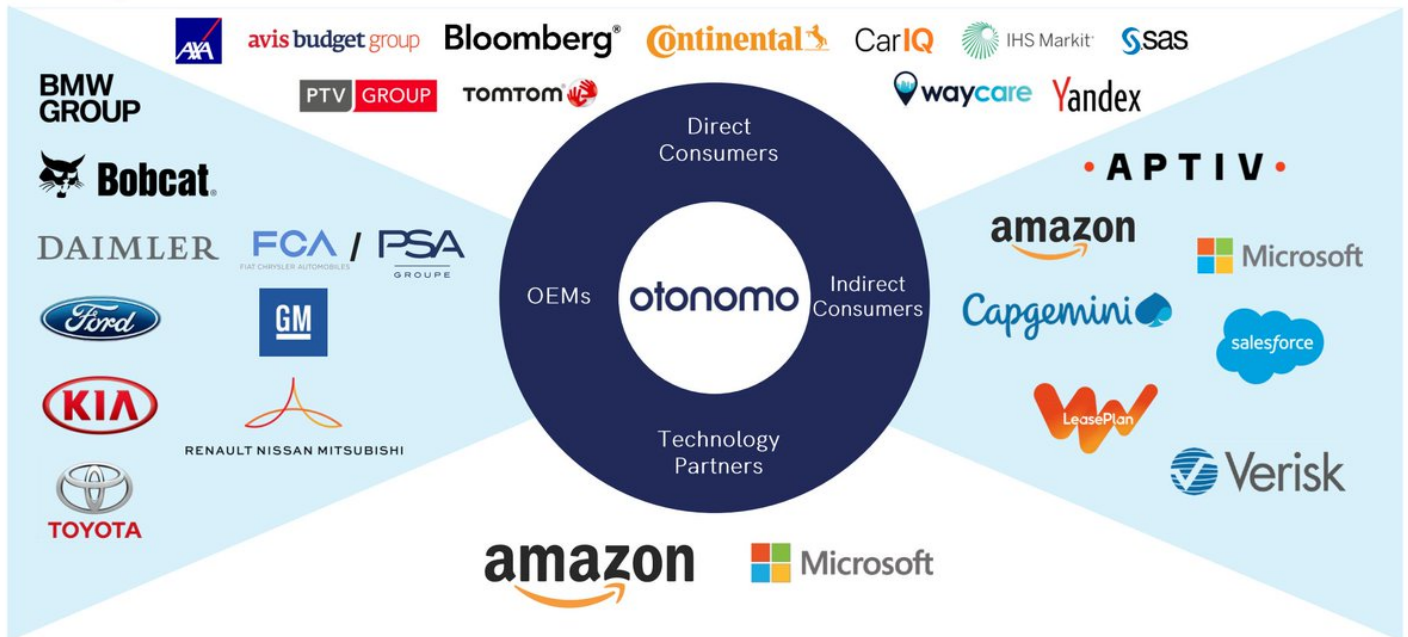 AXA
avis budget group
Bloomberg®
Continental
CarIQ
IHS Markit
sas
PTV GROUP
TOMTOM
waycare
Yandex
BMW
GROUP
Bobcat®
DAIMLER
FCA / PSA
FIAT CHRYSLER AUTOMOBILES
GROUPE
Ford
GM
KIA
RENAULT NISSAN MITSUBISHI
TOYOTA
Direct
Consumers
OEMs
otonomo
Indirect
Consumers
Technology
Partners
• APTIV •
amazon
Microsoft
Capgemini
salesforce
LeasePlan
Verisk
amazon
Microsoft